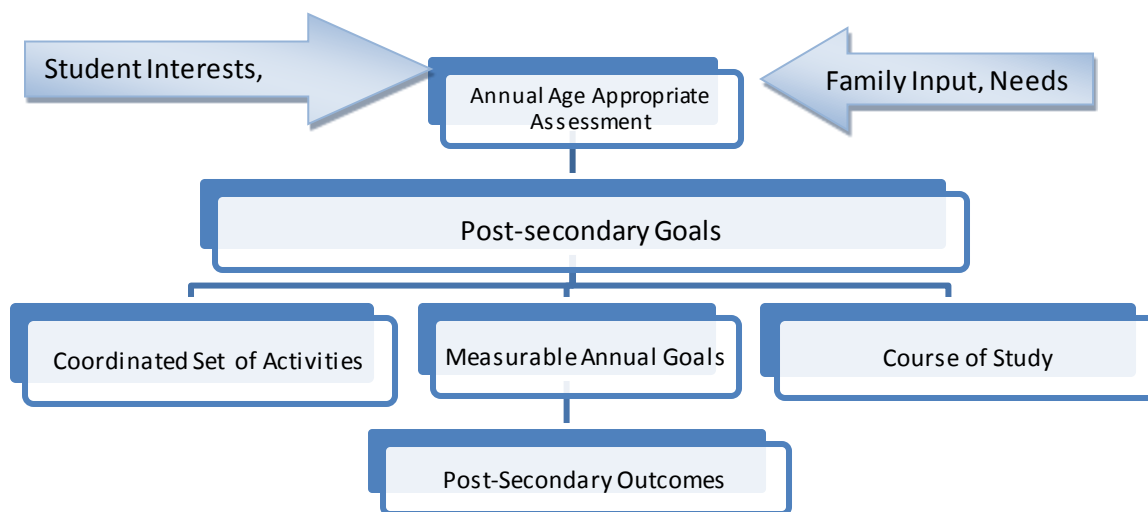 Student Interests,
Family Input, Needs
Annual Age Appropriate
Assessment
Post-secondary Goals
Coordinated Set of Activities
Measurable Annual Goals
Course of Study
Post-Secondary Outcomes